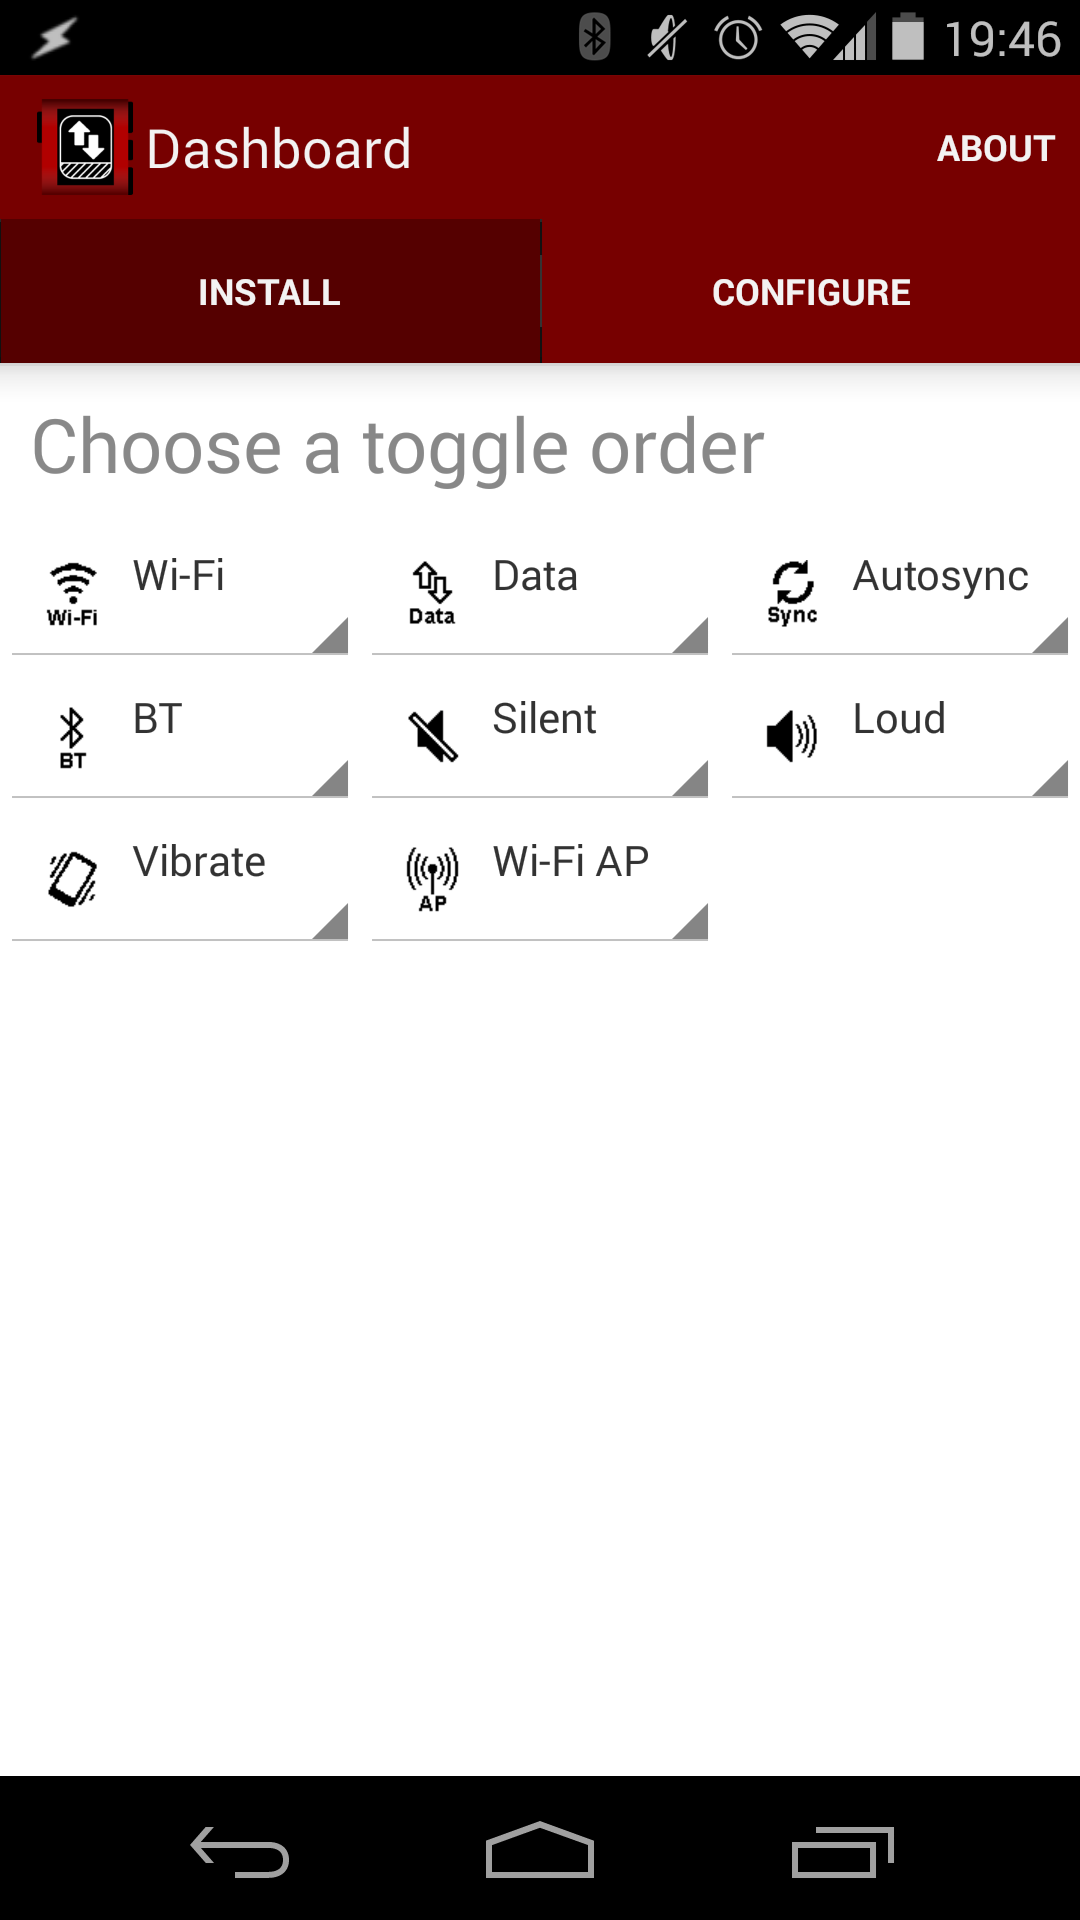 19:46
Dashboard
ABOUT
INSTALL
CONFIGURE
Choose a toggle order
Wi-Fi
Wi-Fi
Data
Data
Sync
Autosync
BT
BT
Silent
Loud
Vibrate
AP
Wi-Fi AP